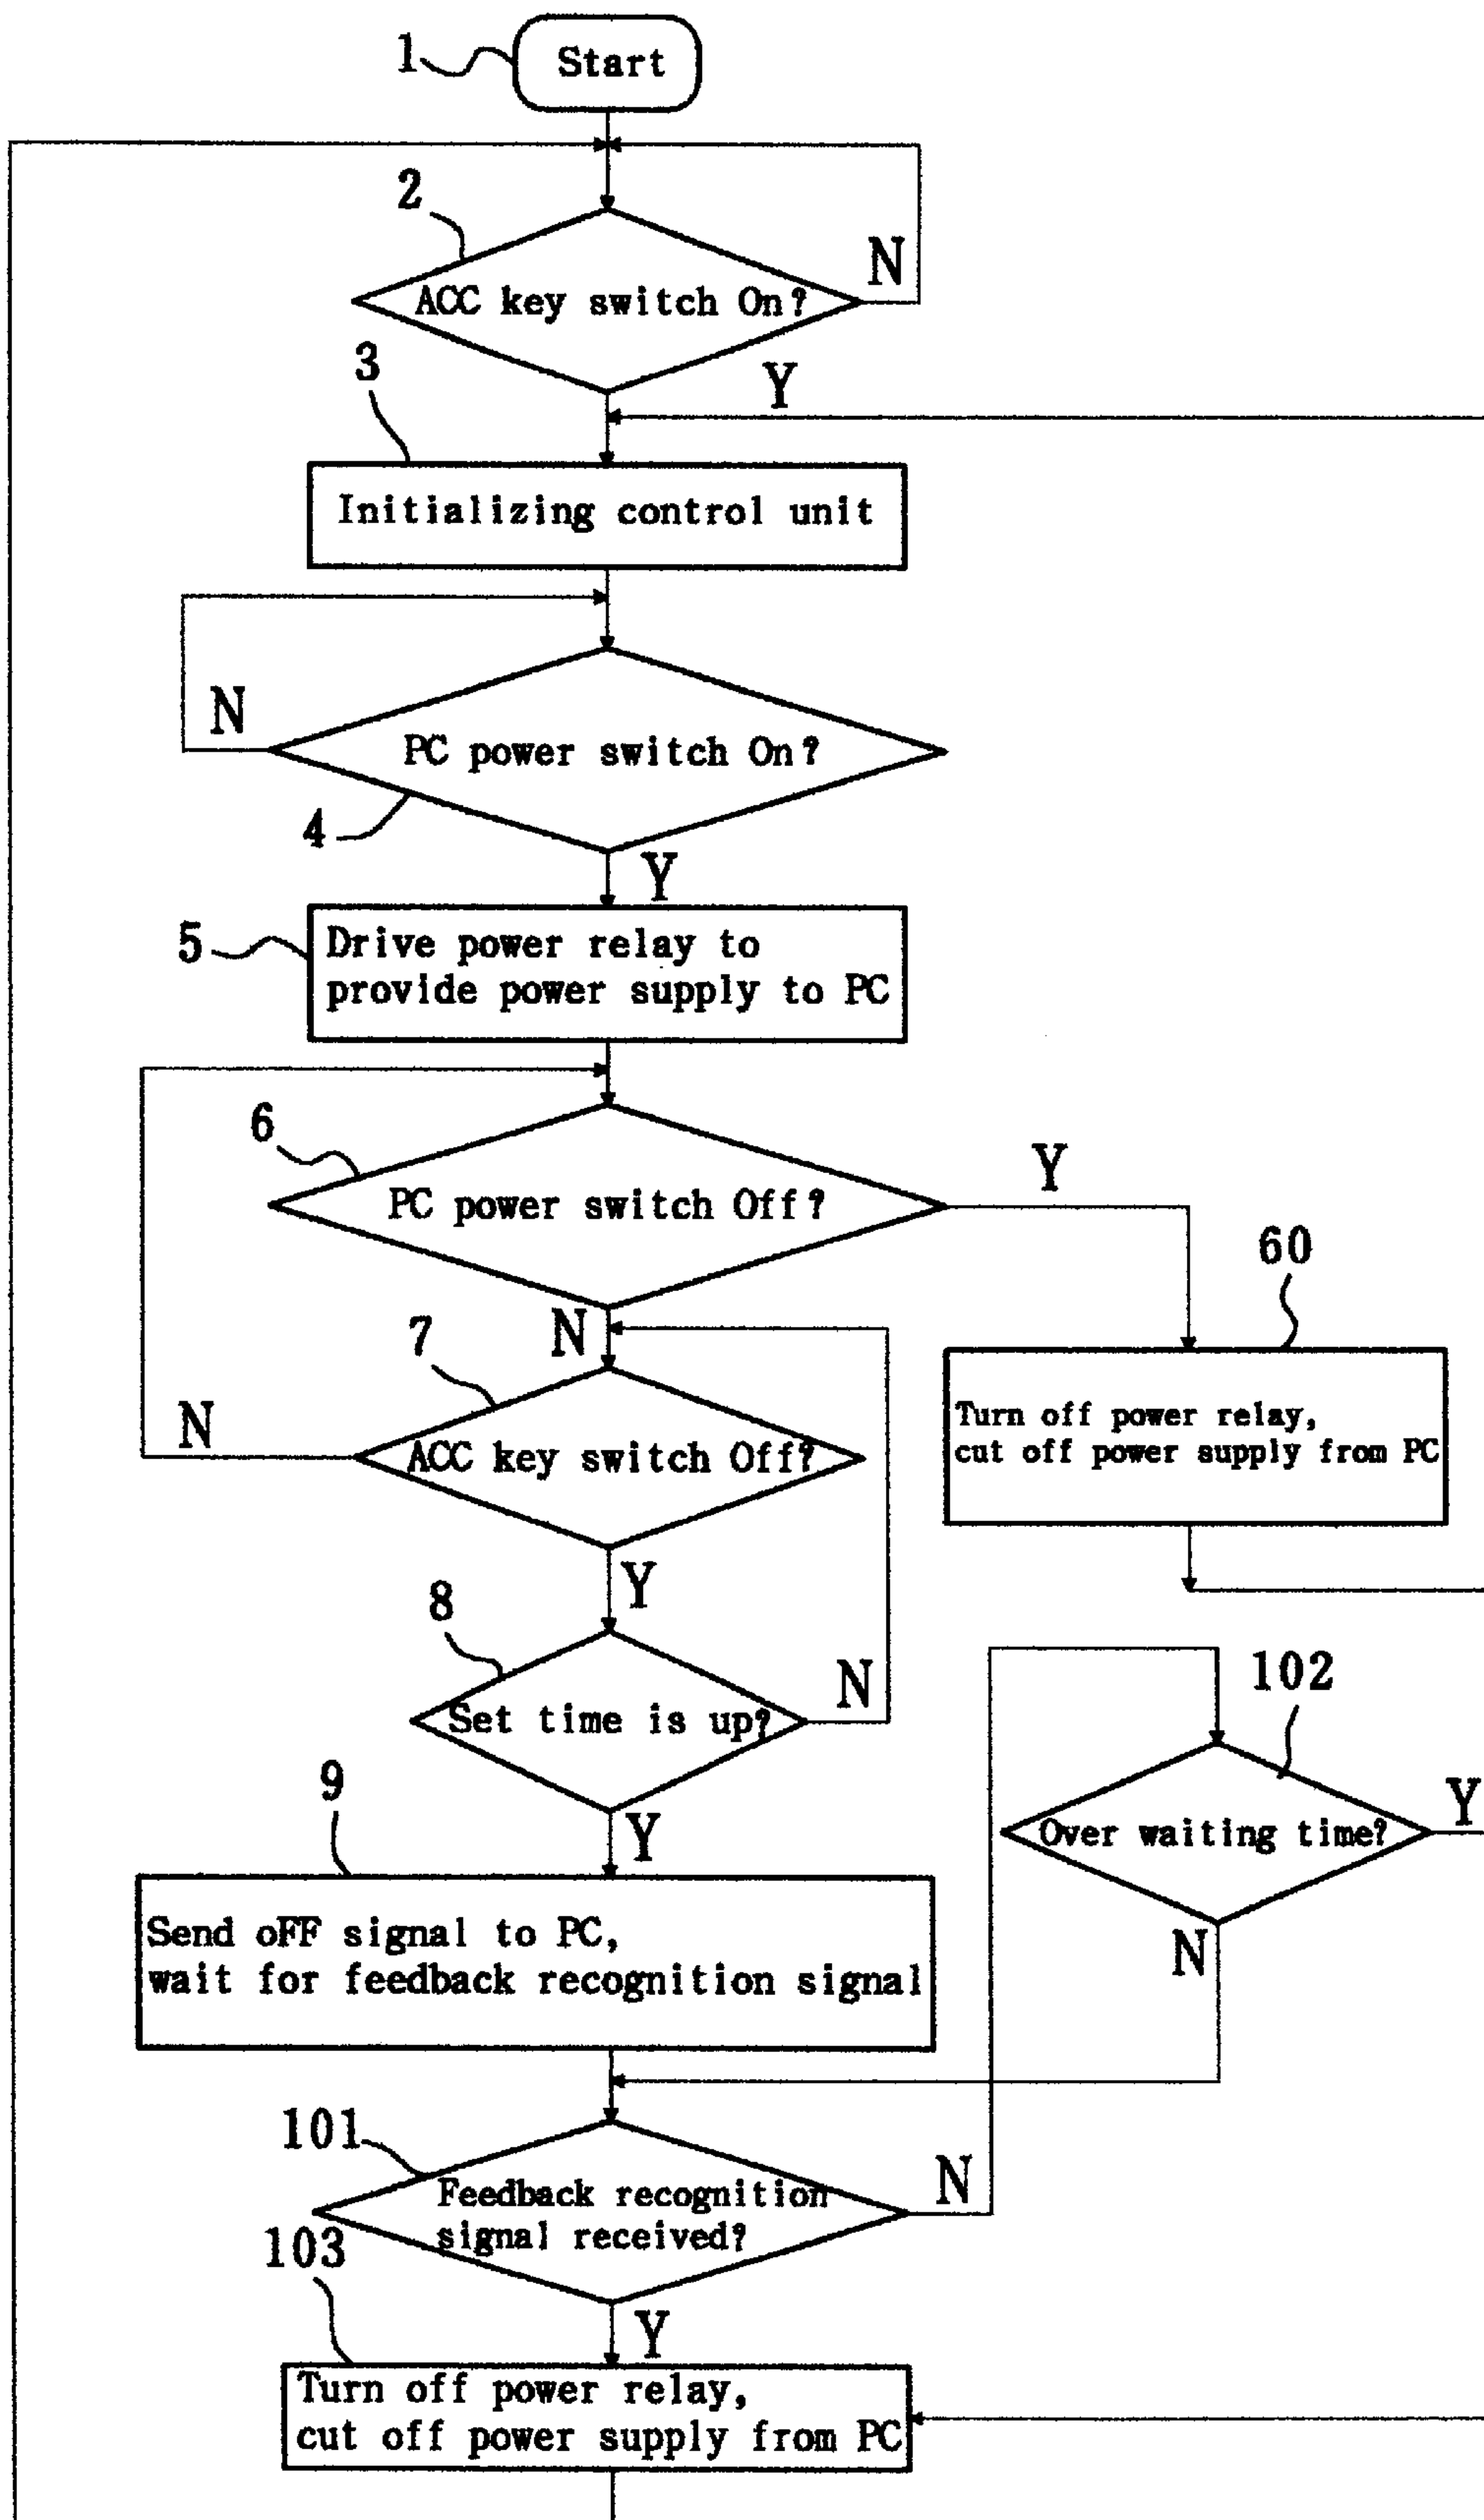 1
Start
2
N
ACC key switch On?
3
Y
Initializing control unit
N
PC power switch On?
4
Y
5
Drive power relay to
provide power supply to PC
6
Y
PC power switch Off?
60
7
N
N
ACC key switch Off?
Turn off power relay,
cut off power supply from PC
Y
8
N
Set time is up?
102
9
Y
Over waiting time?
Y
Send oFF signal to PC,
wait for feedback recognition signal
N
101
N
Feedback recognition
signal received?
103
Y
Turn off power relay,
cut off power supply from PC